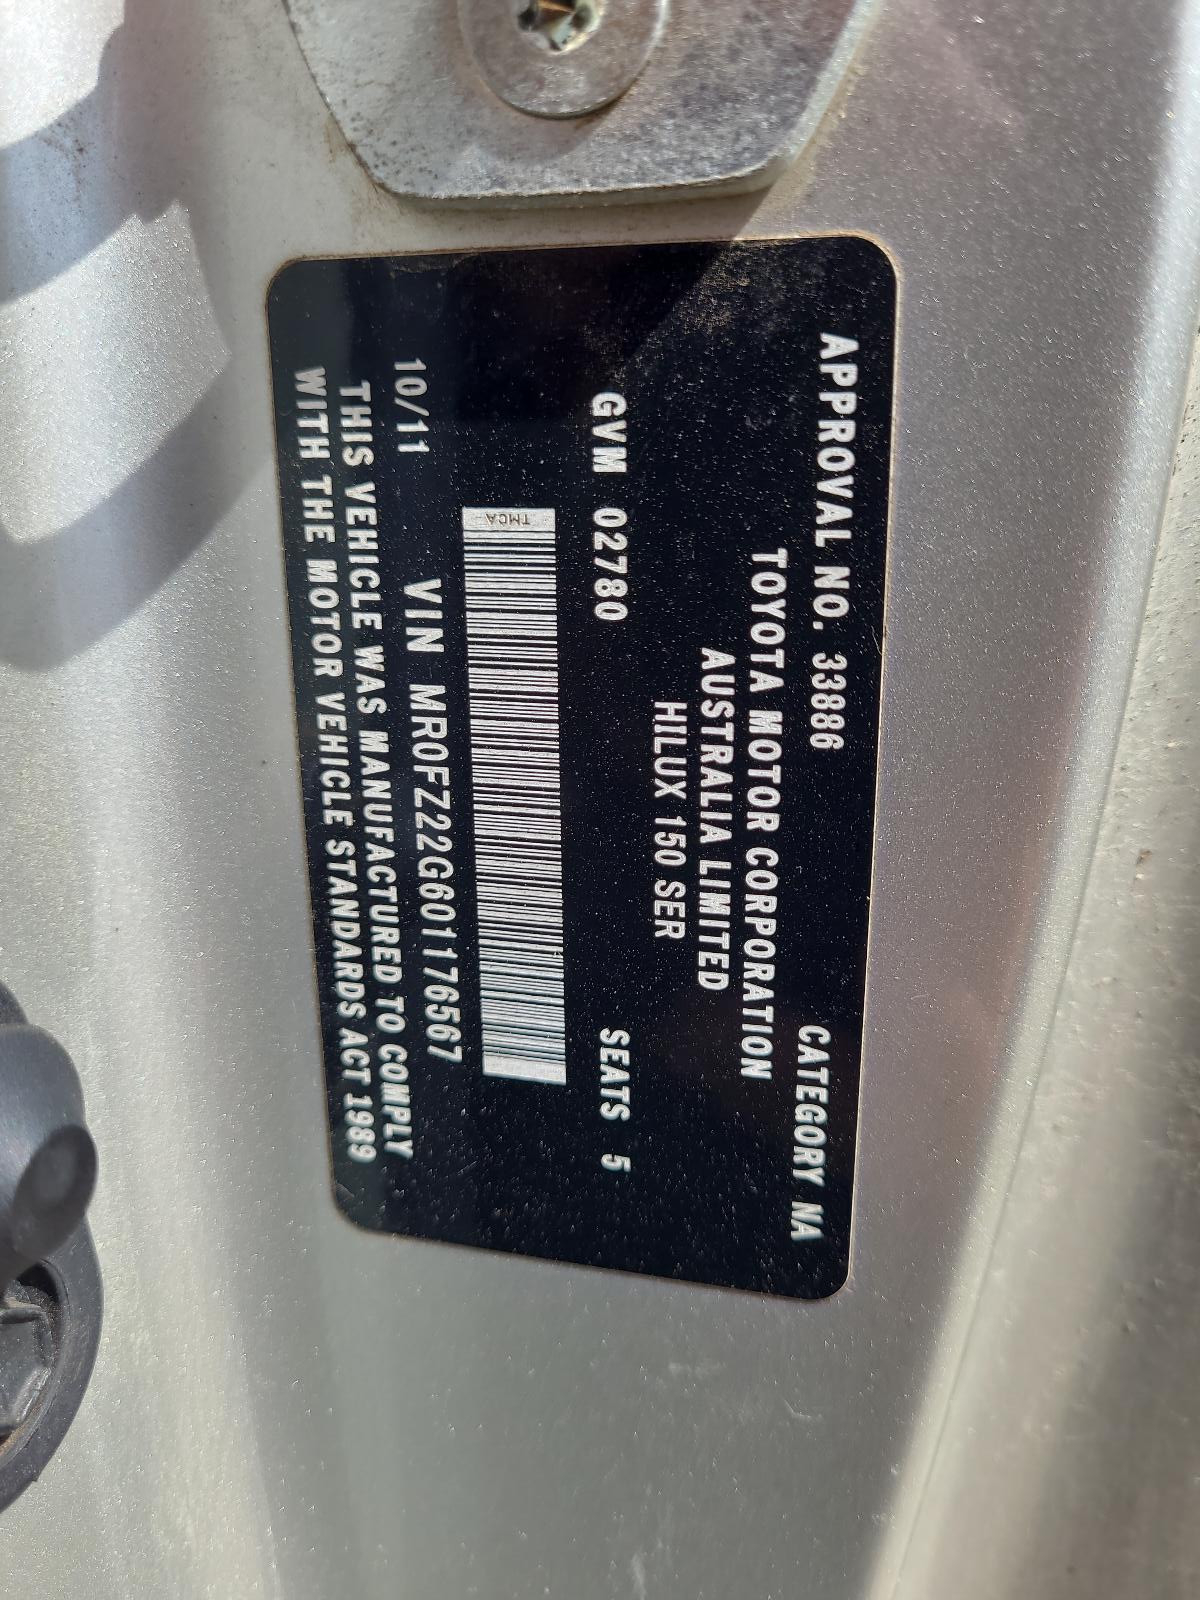 APPROVAL NO. 33886 CATEGORY NA
TOYOTA MOTOR CORPORATION
AUSTRALIA LIMITED
HILUX 150 SER
GVM 02780 SEATS 5
TMCA
10/11 VIN MR0FZ22G601176567
THIS VEHICLE WAS MANUFACTURED TO COMPLY
WITH THE MOTOR VEHICLE STANDARDS ACT 1989